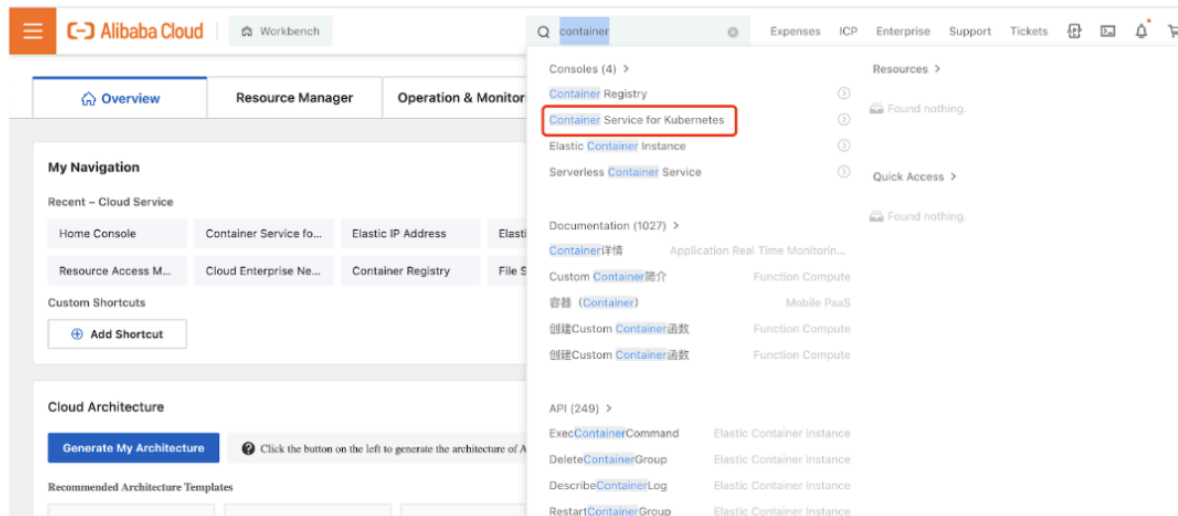 Alibaba Cloud
Workbench
container
Expenses
ICP
Enterprise
Support
Tickets
Overview
Resource Manager
Operation & Monitor
My Navigation
Recent – Cloud Service
Home Console
Container Service fo...
Elastic IP Address
Elasti
Resource Access M...
Cloud Enterprise Ne...
Container Registry
File S
Custom Shortcuts
Add Shortcut
Cloud Architecture
Generate My Architecture
Click the button on the left to generate the architecture of A
Recommended Architecture Templates
Consoles (4) >
Container Registry
Container Service for Kubernetes
Elastic Container Instance
Serverless Container Service
Documentation (1027) >
Container详情 Application Real Time Monitorin...
Custom Container简介 Function Compute
容器（Container） Mobile PaaS
创建Custom Container函数 Function Compute
创建Custom Container函数 Function Compute
API (249) >
ExecContainerCommand Elastic Container Instance
DeleteContainerGroup Elastic Container Instance
DescribeContainerLog Elastic Container Instance
RestartContainerGroup Elastic Container Instance
Resources >
Found nothing.
Quick Access >
Found nothing.